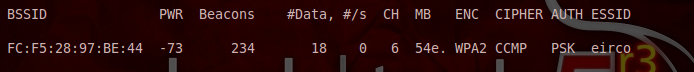 BSSID PWR Beacons #Data, #/s CH MB ENC CIPHER AUTH ESSID
FC:F5:28:97:BE:44 -73 234 18 0 6 54e. WPA2 CCMP PSK eirco
r3